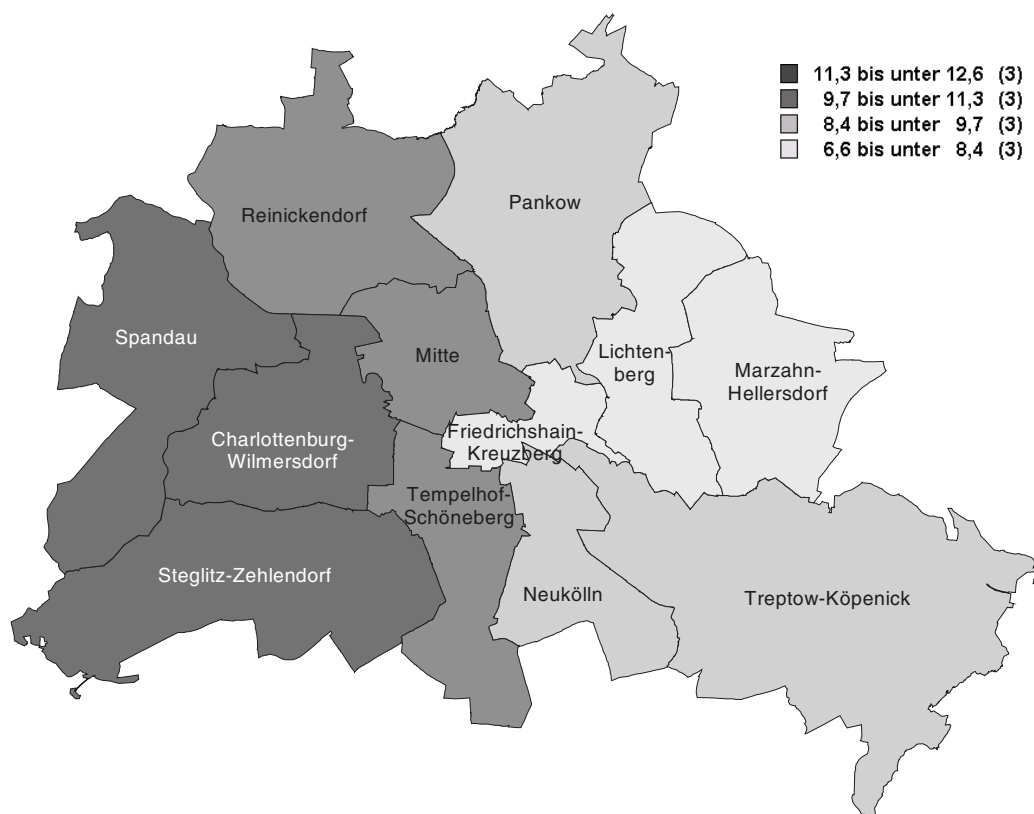 11,3 bis unter 12,6 (3)
9,7 bis unter 11,3 (3)
8,4 bis unter 9,7 (3)
6,6 bis unter 8,4 (3)
Reinickendorf
Pankow
Spandau
Mitte
Lichten-
berg
Marzahn-
Hellersdorf
Charlottenburg-
Wilmersdorf
Friedrichshain-
Kreuzberg
Tempelhof-
Schöneberg
Steglitz-Zehlendorf
Neukölln
Treptow-Köpenick